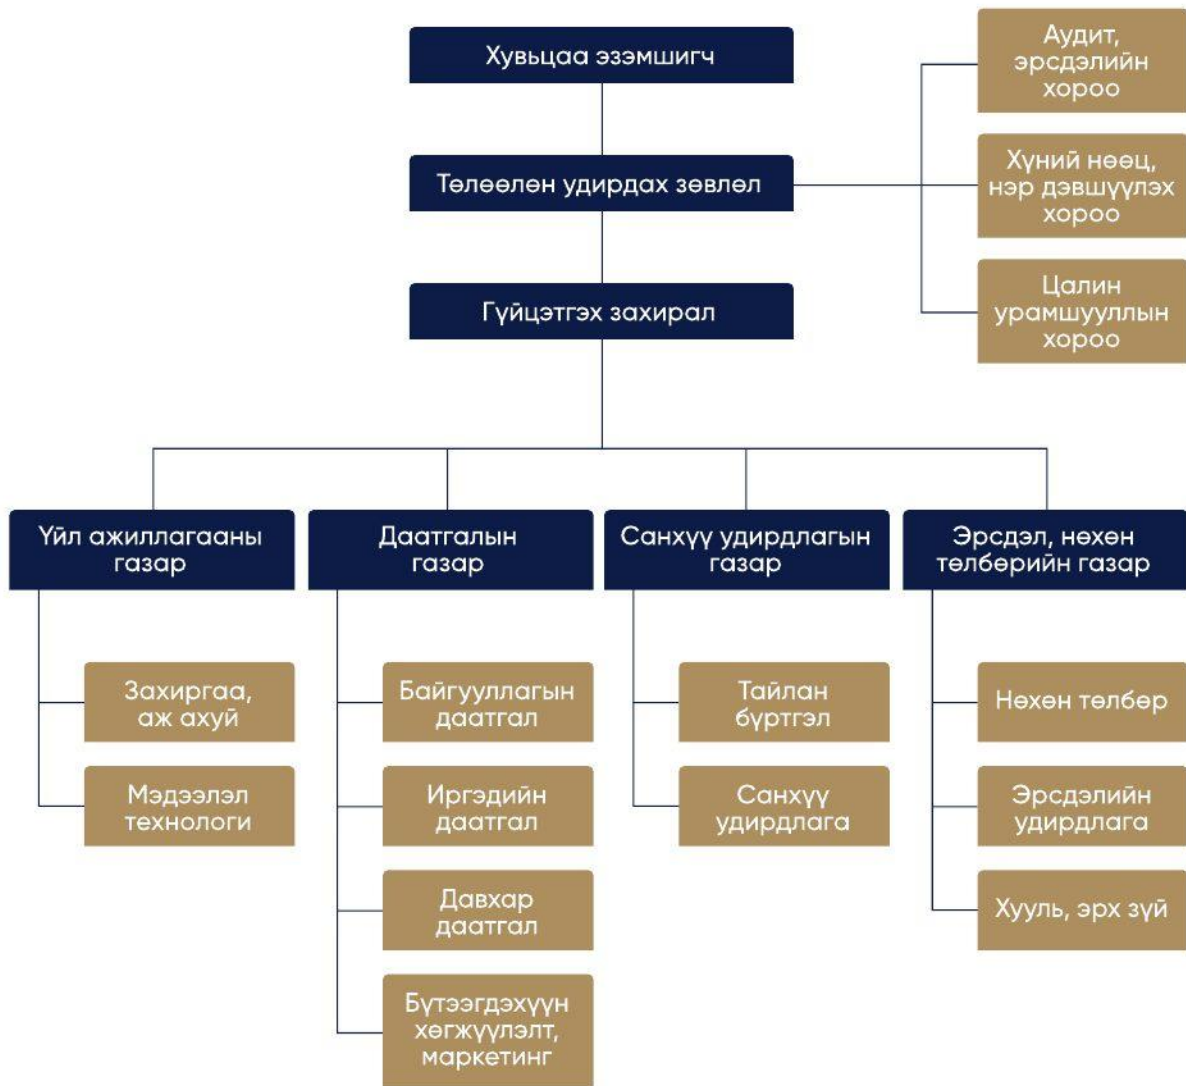 Хувьцаа эзэмшигч
Төлөөлөн удирдах зөвлөл
Гүйцэтгэх захирал
Аудит,
эрсдэлийн
хороо
Хүний нөөц,
нэр дэвшүүлэх
хороо
Цалин
урамшууллын
хороо
Үйл ажиллагааны
газар
Захиргаа,
аж ахуй
Мэдээлэл
технологи
Даатгалын
газар
Байгууллагын
даатгал
Иргэдийн
даатгал
Давхар
даатгал
Бүтээгдэхүүн
хөгжүүлэлт,
маркетинг
Санхүү удирдлагын
газар
Тайлан
бүртгэл
Санхүү
удирдлага
Эрсдэл, нөхөн
төлбөрийн газар
Нөхөн төлбөр
Эрсдэлийн
удирдлага
Хууль, эрх зүй